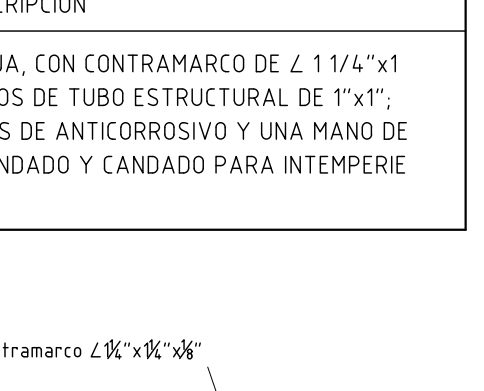 CRIPCION
UA, CON CONTRAMARCO DE ∠ 1 1/4"x1
OS DE TUBO ESTRUCTURAL DE 1"x1";
S DE ANTICORROSIVO Y UNA MANO DE
NDADO Y CANDADO PARA INTEMPERIE
tramarco ∠1¼"x1¼"x⅛"